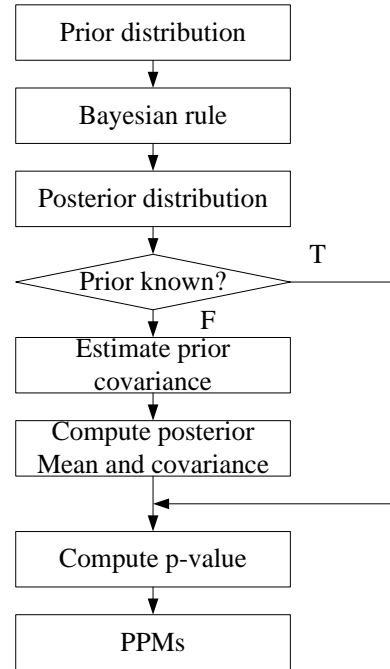 Prior distribution
Bayesian rule
Posterior distribution
Prior known?
T
F
Estimate prior
covariance
Compute posterior
Mean and covariance
Compute p-value
PPMs